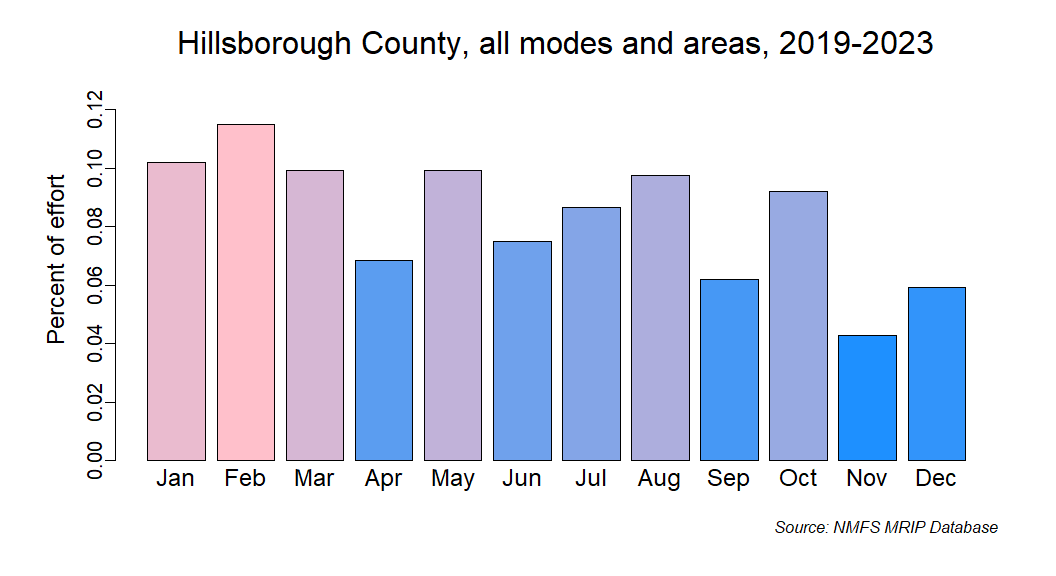 Hillsborough County, all modes and areas, 2019-2023
Percent of effort
0.12
0.10
0.08
0.06
0.04
0.02
0.00
Jan Feb Mar Apr May Jun Jul Aug Sep Oct Nov Dec
Source: NMFS MRIP Database